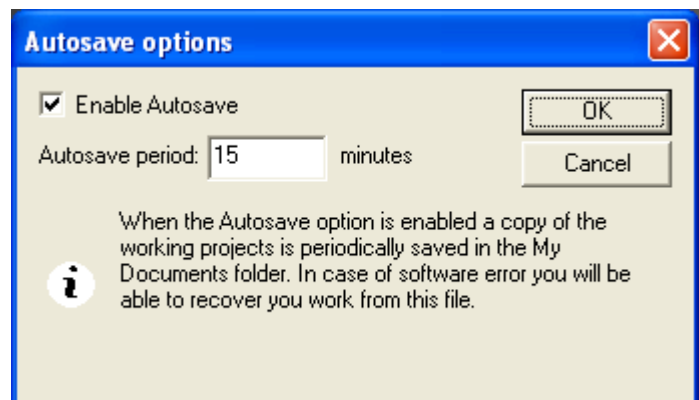 Autosave options
Enable Autosave
OK
Autosave period: 15 minutes
Cancel
When the Autosave option is enabled a copy of the
working projects is periodically saved in the My
Documents folder. In case of software error you will be
able to recover you work from this file.